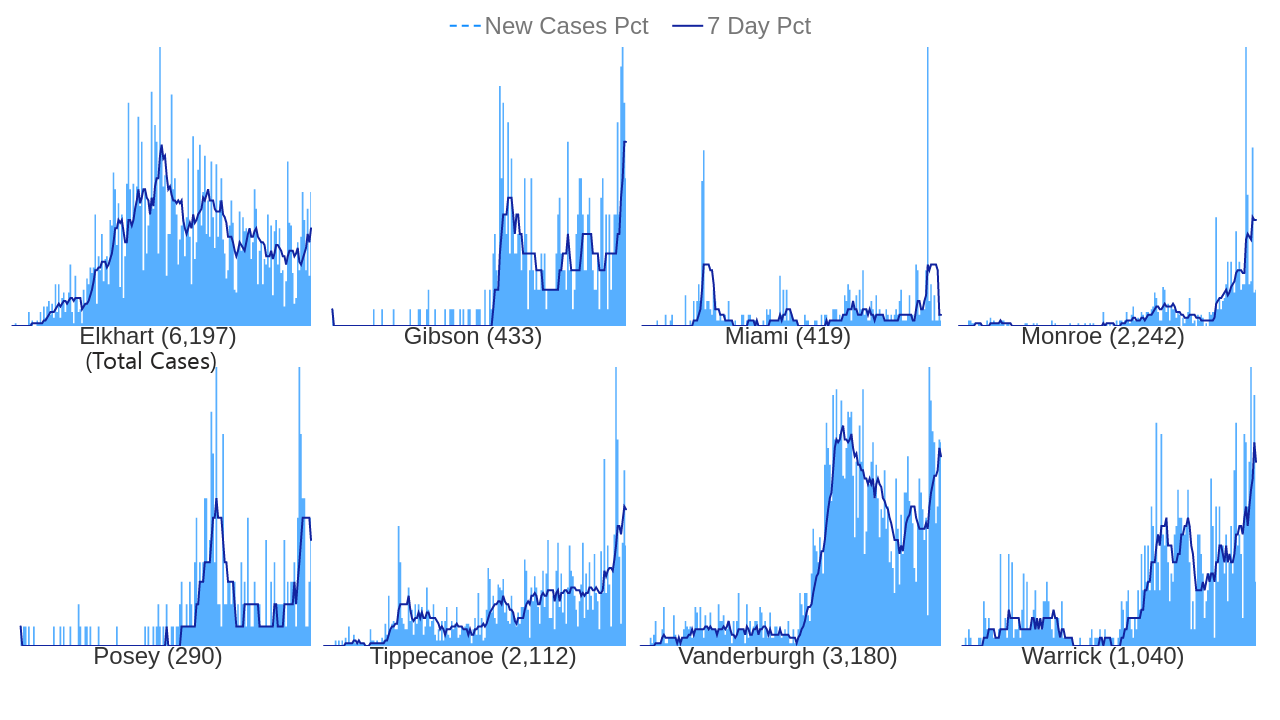 New Cases Pct 7 Day Pct
Elkhart (6,197) Gibson (433) Miami (419) Monroe (2,242)
(Total Cases)
Posey (290) Tippecanoe (2,112) Vanderburgh (3,180) Warrick (1,040)